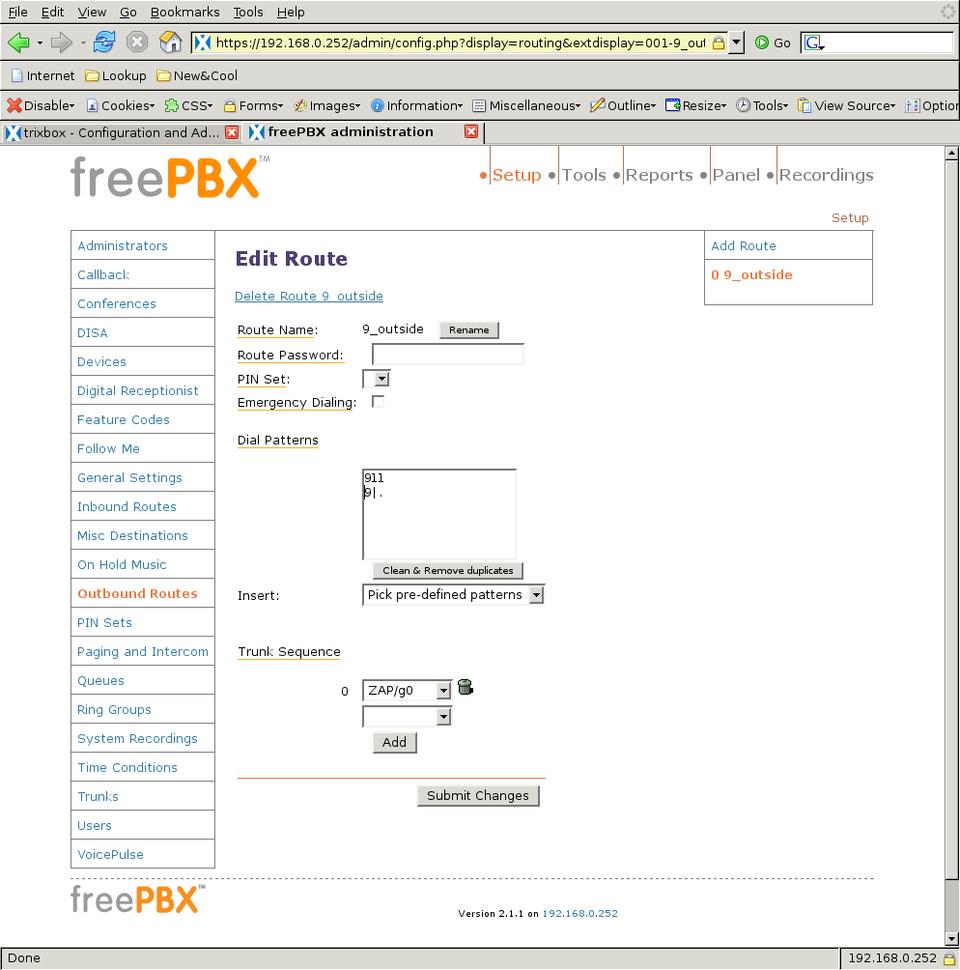 File Edit View Go Bookmarks Tools Help
https://192.168.0.252/admin/config.php?display=routing&extdisplay=001-9_out Go G
Internet Lookup New&Cool
Disable Cookies CSS Forms Images Information Miscellaneous Outline Resize Tools View Source Option
trixbox - Configuration and Ad... freePBX administration
freePBX™
Setup Tools Reports Panel Recordings
Setup
Administrators
Callback
Conferences
DISA
Devices
Digital Receptionist
Feature Codes
Follow Me
General Settings
Inbound Routes
Misc Destinations
On Hold Music
Outbound Routes
PIN Sets
Paging and Intercom
Queues
Ring Groups
System Recordings
Time Conditions
Trunks
Users
VoicePulse
Edit Route
Delete Route 9_outside
Route Name: 9_outside Rename
Route Password:
PIN Set:
Emergency Dialing:
Dial Patterns
911
9|.
Clean & Remove duplicates
Insert: Pick pre-defined patterns
Trunk Sequence
0 ZAP/g0
Add
Submit Changes
Add Route
0 9_outside
freePBX™
Version 2.1.1 on 192.168.0.252
Done 192.168.0.252